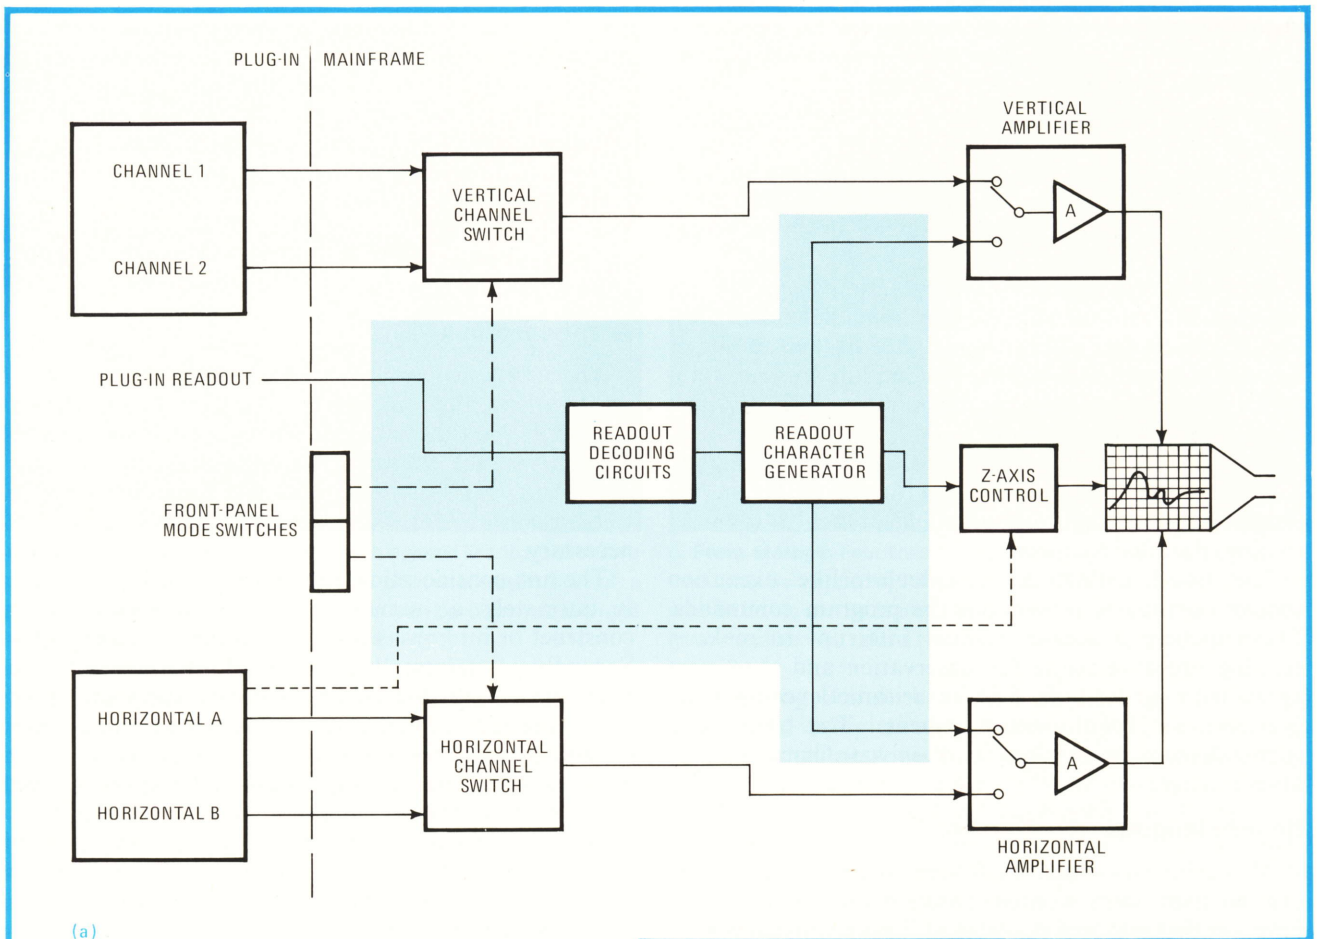 PLUG-IN
MAINFRAME
VERTICAL
AMPLIFIER
CHANNEL 1
CHANNEL 2
VERTICAL
CHANNEL
SWITCH
A
PLUG-IN READOUT
READOUT
DECODING
CIRCUITS
READOUT
CHARACTER
GENERATOR
Z-AXIS
CONTROL
FRONT-PANEL
MODE SWITCHES
HORIZONTAL A
HORIZONTAL B
HORIZONTAL
CHANNEL
SWITCH
A
HORIZONTAL
AMPLIFIER
(a)